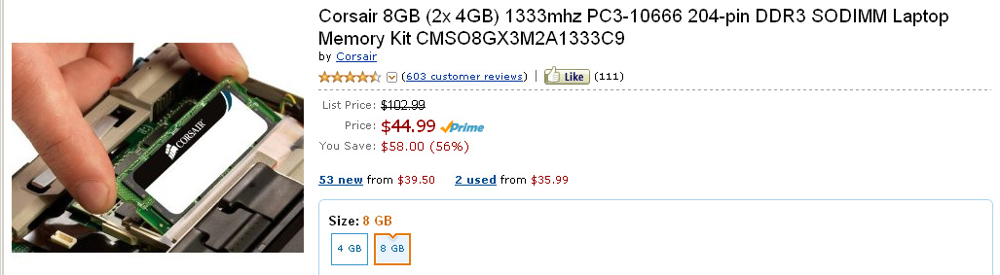 Corsair 8GB (2x 4GB) 1333mhz PC3-10666 204-pin DDR3 SODIMM Laptop
Memory Kit CMSO8GX3M2A1333C9
by Corsair
(603 customer reviews) | Like (111)
List Price: $102.99
Price: $44.99 Prime
You Save: $58.00 (56%)
53 new from $39.50 2 used from $35.99
Size: 8 GB
4 GB 8 GB
CORSAIR